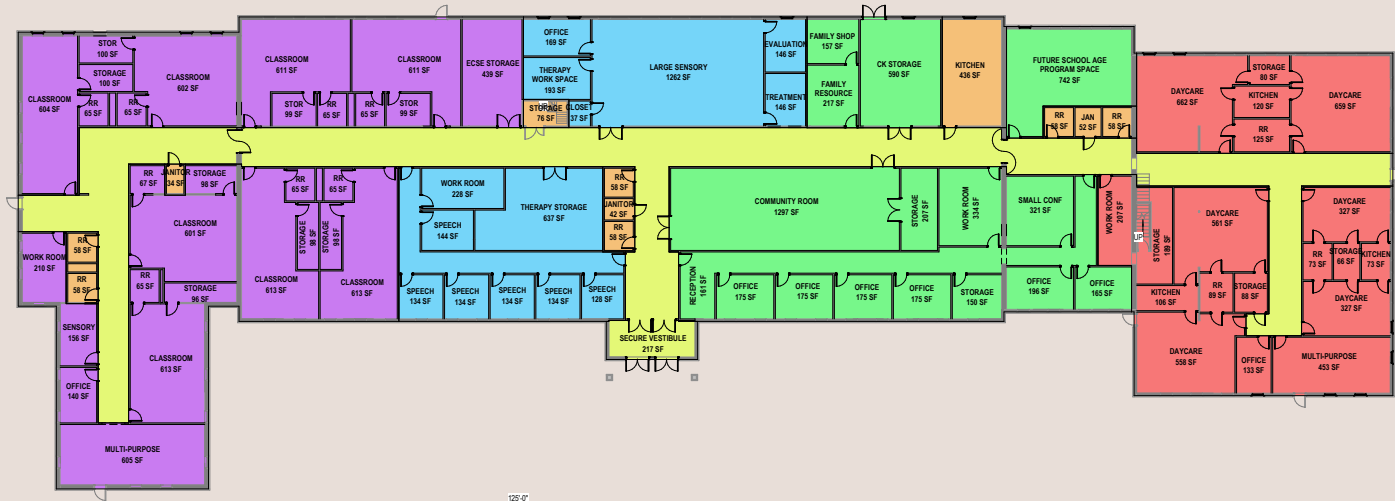 CLASSROOM
604 SF
STOR
100 SF
STORAGE
100 SF
RR
65 SF
RR
65 SF
CLASSROOM
602 SF
CLASSROOM
611 SF
STOR
99 SF
RR
65 SF
CLASSROOM
611 SF
RR
65 SF
STOR
99 SF
ECSE STORAGE
439 SF
OFFICE
169 SF
THERAPY
WORK SPACE
193 SF
STORAGE
76 SF
CLOSET
37 SF
LARGE SENSORY
1262 SF
EVALUATION
146 SF
TREATMENT
146 SF
FAMILY SHOP
157 SF
FAMILY
RESOURCE
217 SF
CK STORAGE
590 SF
KITCHEN
436 SF
FUTURE SCHOOL AGE
PROGRAM SPACE
742 SF
RR
58 SF
JAN
52 SF
RR
58 SF
DAYCARE
662 SF
STORAGE
80 SF
KITCHEN
120 SF
RR
125 SF
DAYCARE
659 SF
RR
67 SF
JANITOR
34 SF
STORAGE
98 SF
CLASSROOM
601 SF
WORK ROOM
210 SF
RR
58 SF
RR
58 SF
RR
65 SF
STORAGE
96 SF
SENSORY
156 SF
OFFICE
140 SF
CLASSROOM
613 SF
MULTI-PURPOSE
605 SF
RR
65 SF
RR
65 SF
STORAGE
98 SF
STORAGE
98 SF
CLASSROOM
613 SF
CLASSROOM
613 SF
WORK ROOM
228 SF
SPEECH
144 SF
THERAPY STORAGE
637 SF
RR
58 SF
JANITOR
42 SF
RR
58 SF
SPEECH
134 SF
SPEECH
134 SF
SPEECH
134 SF
SPEECH
134 SF
SPEECH
128 SF
SECURE VESTIBULE
217 SF
COMMUNITY ROOM
1297 SF
STORAGE
207 SF
WORK ROOM
334 SF
RECEPTION
161 SF
OFFICE
175 SF
OFFICE
175 SF
OFFICE
175 SF
OFFICE
175 SF
STORAGE
150 SF
SMALL CONF
321 SF
WORK ROOM
207 SF
OFFICE
196 SF
OFFICE
165 SF
UP
STORAGE
189 SF
DAYCARE
561 SF
KITCHEN
106 SF
RR
89 SF
STORAGE
88 SF
DAYCARE
327 SF
RR
73 SF
STORAGE
66 SF
KITCHEN
73 SF
DAYCARE
327 SF
DAYCARE
558 SF
OFFICE
133 SF
MULTI-PURPOSE
453 SF
125'-0"